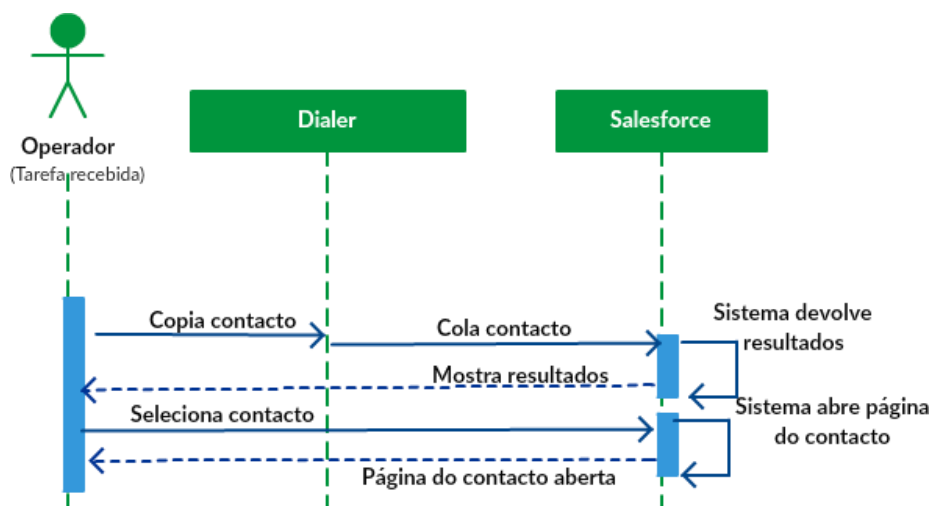 Dialer
Salesforce
Operador
(Tarefa recebida)
Copia contacto
Cola contacto
Sistema devolve
resultados
Mostra resultados
Seleciona contacto
Sistema abre página
do contacto
Página do contacto aberta